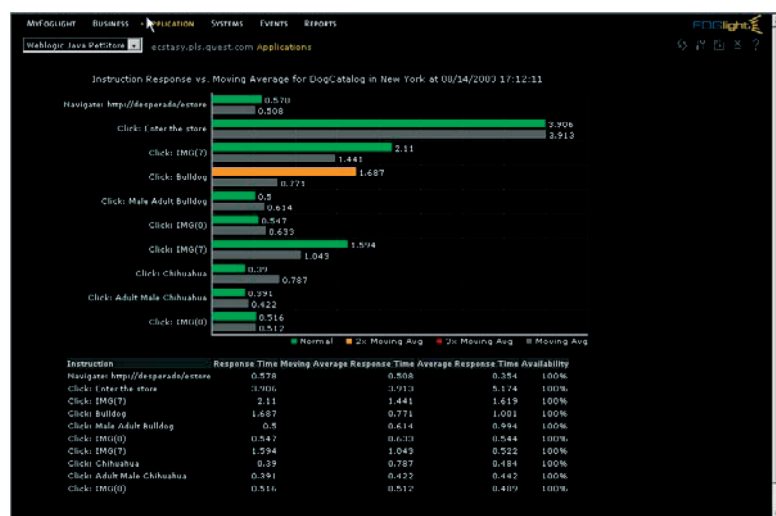 MYFOGLIGHT BUSINESS APPLICATION SYSTEMS EVENTS REPORTS
FOGlight
Weblogic Java PetStore ecstasy.pls.quest.com Applications
Instruction Response vs. Moving Average for DogCatalog in New York at 08/14/2003 17:12:11
Navigate: http://desperado/estore 0.578
0.508
Click: Enter the store 3.906
3.913
Click: IMG(7) 2.11
1.441
Click: Bulldog 1.687
0.771
Click: Male Adult Bulldog 0.5
0.614
Click: IMG(0) 0.547
0.633
Click: IMG(7) 1.594
1.043
Click: Chihuahua 0.39
0.787
Click: Adult Male Chihuahua 0.391
0.422
Click: IMG(0) 0.516
0.512
Normal 2x Moving Avg 3x Moving Avg Moving Avg
Instruction Response Time Moving Average Response Time Average Response Time Availability
Navigate: http://desperado/estore 0.578 0.508 0.354 100%
Click: Enter the store 3.906 3.913 5.174 100%
Click: IMG(7) 2.11 1.441 1.619 100%
Click: Bulldog 1.687 0.771 1.001 100%
Click: Male Adult Bulldog 0.5 0.614 0.994 100%
Click: IMG(0) 0.547 0.633 0.544 100%
Click: IMG(7) 1.594 1.043 0.522 100%
Click: Chihuahua 0.39 0.787 0.484 100%
Click: Adult Male Chihuahua 0.391 0.422 0.442 100%
Click: IMG(0) 0.516 0.512 0.409 100%